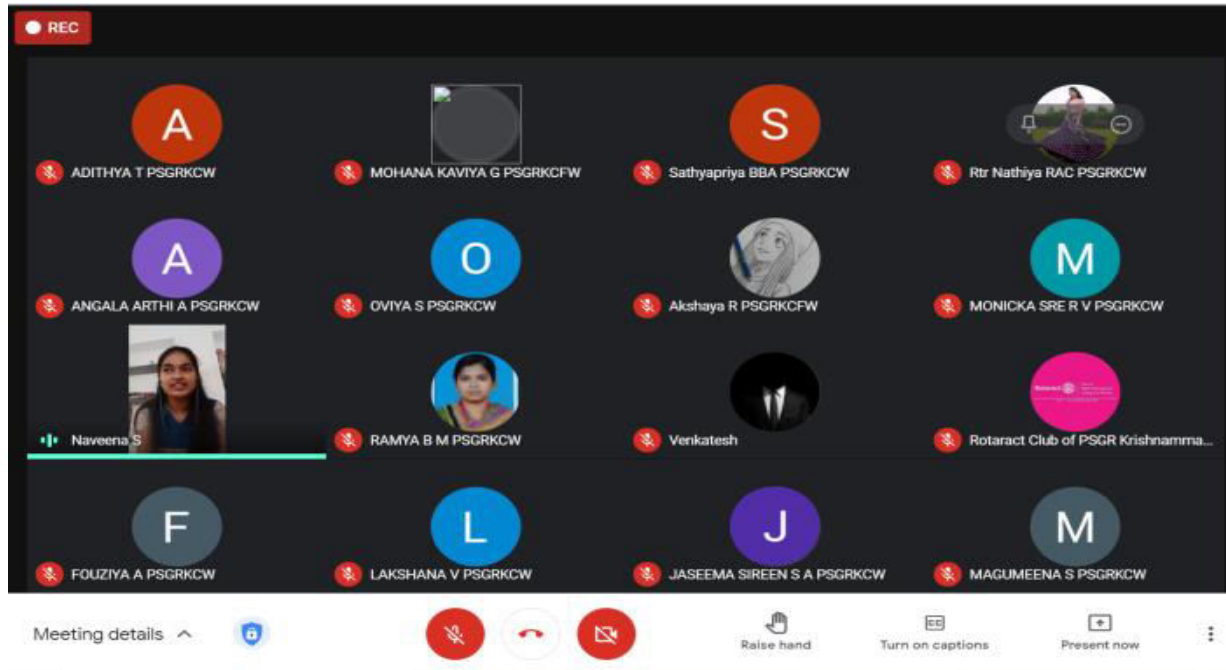 REC
A
S
ADITHYA T PSGRKCW
MOHANA KAVIYA G PSGRKCFW
Sathyapriya BBA PSGRKCW
Rtr Nathiya RAC PSGRKCW
A
O
M
ANGALA ARTHI A PSGRKCW
OVIYA S PSGRKCW
Akshaya R PSGRKCFW
MONICKA SRE R V PSGRKCW
Rotaract
Naveena S
RAMYA B M PSGRKCW
Venkatesh
Rotaract Club of PSGR Krishnamma...
F
L
J
M
FOUZIYA A PSGRKCW
LAKSHANA V PSGRKCW
JASEEMA SIREEN S A PSGRKCW
MAGUMEENA S PSGRKCW
Meeting details
Raise hand
CC
Turn on captions
Present now